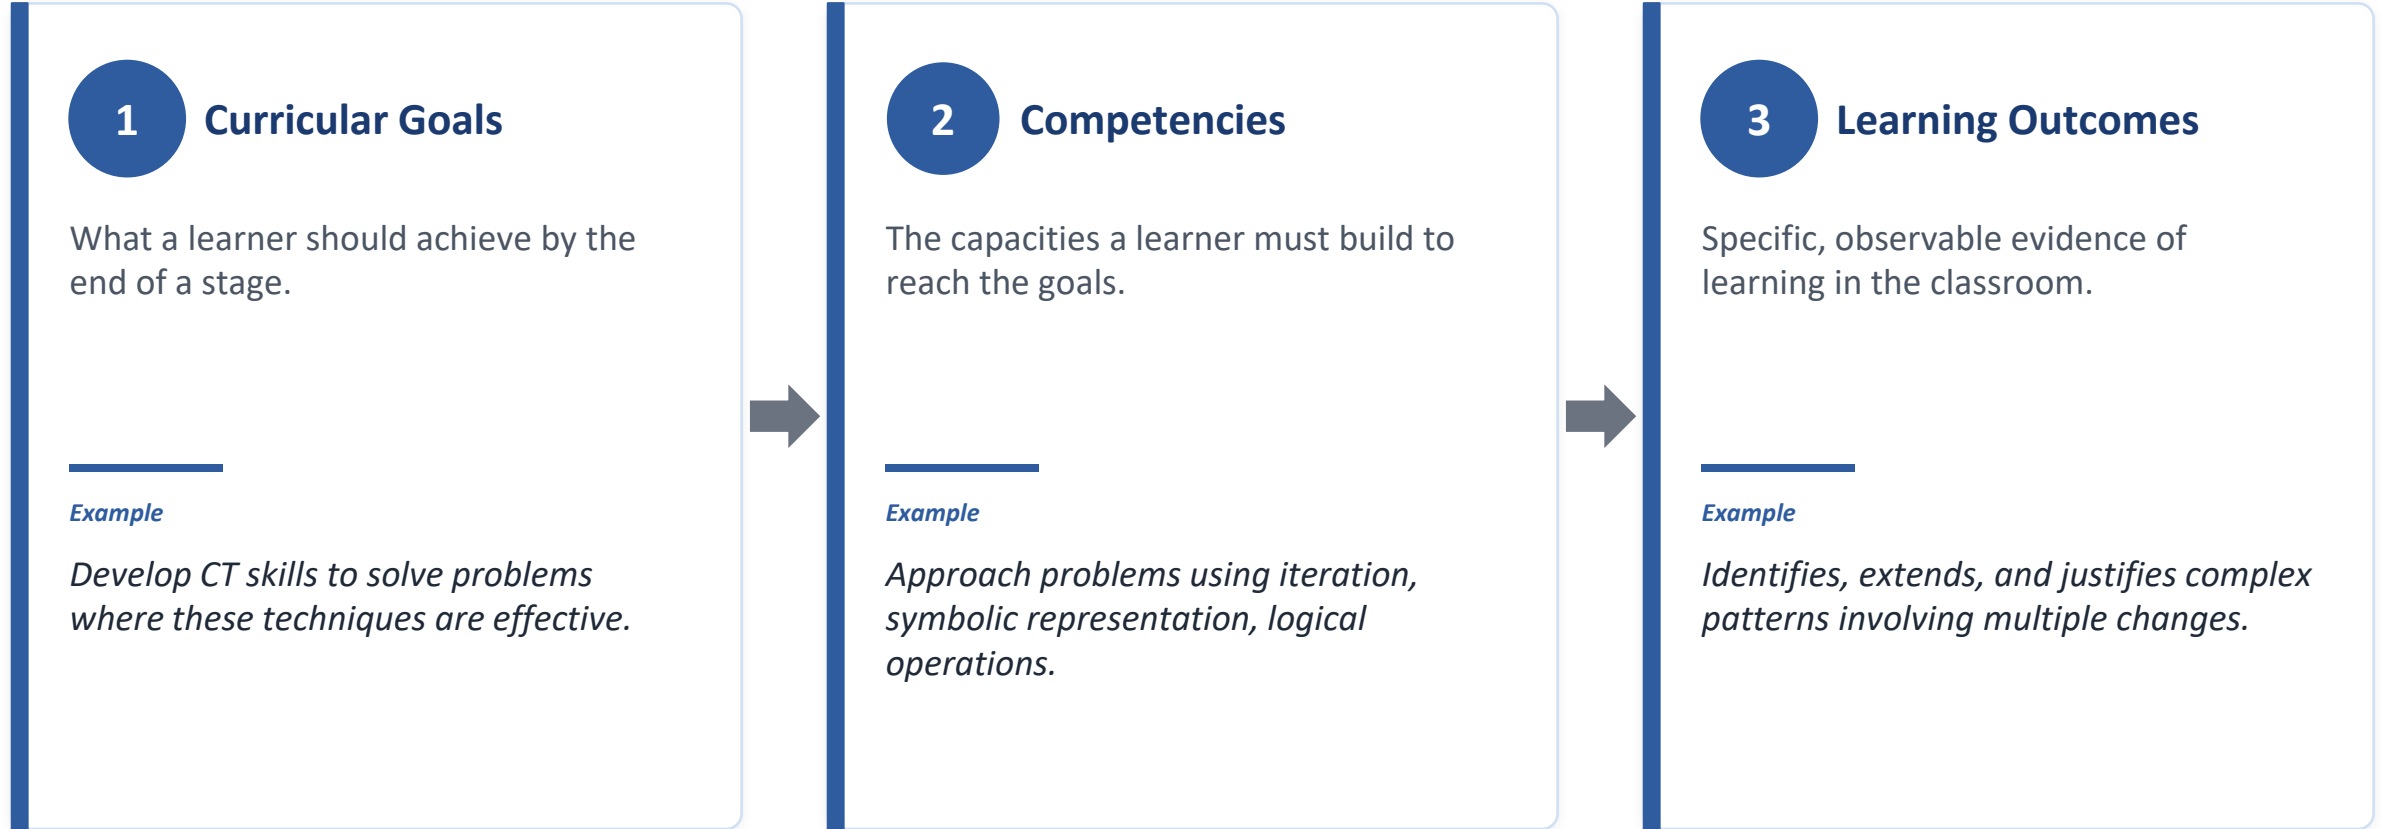 1
Curricular Goals
What a learner should achieve by the
end of a stage.
Example
Develop CT skills to solve problems
where these techniques are effective.
2
Competencies
The capacities a learner must build to
reach the goals.
Example
Approach problems using iteration,
symbolic representation, logical
operations.
3
Learning Outcomes
Specific, observable evidence of
learning in the classroom.
Example
Identifies, extends, and justifies complex
patterns involving multiple changes.